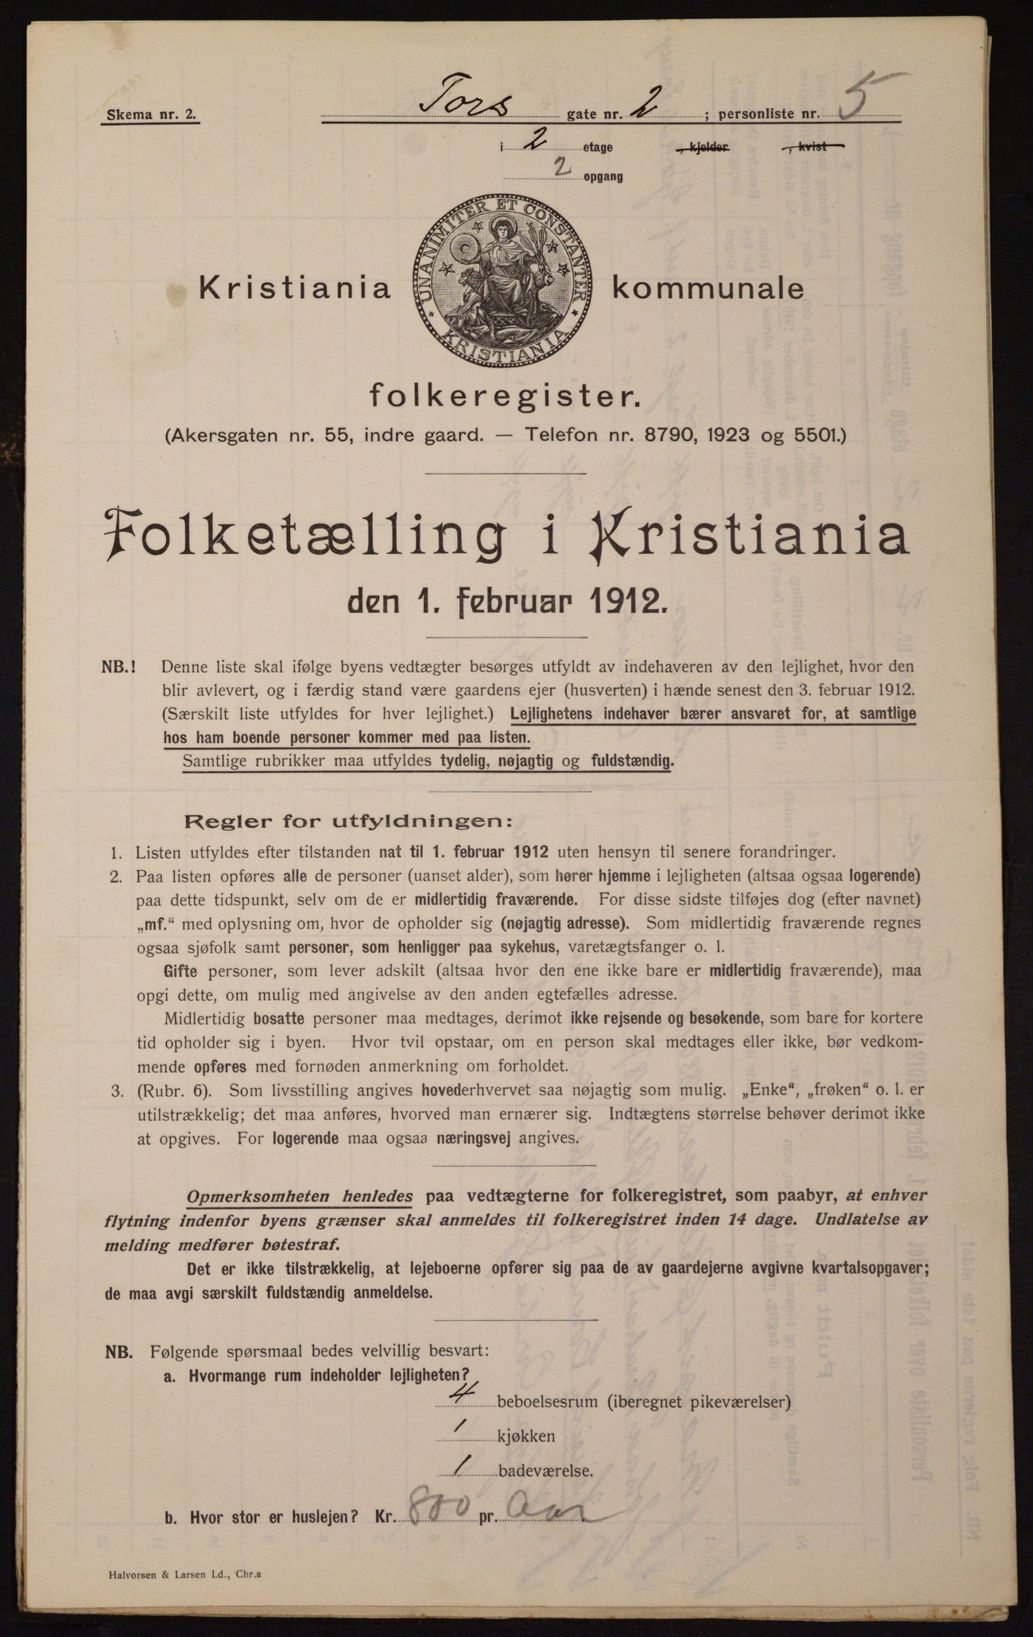 Skema nr. 2.
Tors gate nr. 2 ; personliste nr. 5
i 2 etage , kjelder , kvist
2 opgang
UNANIMITER ET CONSTANTER
KRISTIANIA
Kristiania kommunale
folkeregister.
(Akersgaten nr. 55, indre gaard. — Telefon nr. 8790, 1923 og 5501.)
Folketælling i Kristiania
den 1. februar 1912.
NB.! Denne liste skal ifølge byens vedtægter besørges utfyldt av indehaveren av den lejlighet, hvor den
blir avlevert, og i færdig stand være gaardens ejer (husverten) i hænde senest den 3. februar 1912.
(Særskilt liste utfyldes for hver lejlighet.) Lejlighetens indehaver bærer ansvaret for, at samtlige
hos ham boende personer kommer med paa listen.
Samtlige rubrikker maa utfyldes tydelig, nøjagtig og fuldstændig.
Regler for utfyldningen:
1. Listen utfyldes efter tilstanden nat til 1. februar 1912 uten hensyn til senere forandringer.
2. Paa listen opføres alle de personer (uanset alder), som hører hjemme i lejligheten (altsaa ogsaa logerende)
paa dette tidspunkt, selv om de er midlertidig fraværende. For disse sidste tilføjes dog (efter navnet)
„mf.“ med oplysning om, hvor de opholder sig (nøjagtig adresse). Som midlertidig fraværende regnes
ogsaa sjøfolk samt personer, som henligger paa sykehus, varetægtsfanger o. l.
Gifte personer, som lever adskilt (altsaa hvor den ene ikke bare er midlertidig fraværende), maa
opgi dette, om mulig med angivelse av den anden egtefælles adresse.
Midlertidig bosatte personer maa medtages, derimot ikke rejsende og besøkende, som bare for kortere
tid opholder sig i byen. Hvor tvil opstaar, om en person skal medtages eller ikke, bør vedkom-
mende opføres med fornøden anmerkning om forholdet.
3. (Rubr. 6). Som livsstilling angives hovederhvervet saa nøjagtig som mulig. „Enke“, „frøken“ o. l. er
utilstrækkelig; det maa anføres, hvorved man ernærer sig. Indtægtens størrelse behøver derimot ikke
at opgives. For logerende maa ogsaa næringsvej angives.
Opmerksomheten henledes paa vedtægterne for folkeregistret, som paabyr, at enhver
flytning indenfor byens grænser skal anmeldes til folkeregistret inden 14 dage. Undlatelse av
melding medfører bøtestraf.
Det er ikke tilstrækkelig, at lejeboerne opfører sig paa de av gaardejerne avgivne kvartalsopgaver;
de maa avgi særskilt fuldstændig anmeldelse.
NB. Følgende spørsmaal bedes velvillig besvart:
a. Hvormange rum indeholder lejligheten?
4 beboelsesrum (iberegnet pikeværelser)
1 kjøkken
1 badeværelse.
b. Hvor stor er huslejen? Kr. 800 pr. Aar
Halvorsen & Larsen Ld., Chr.a